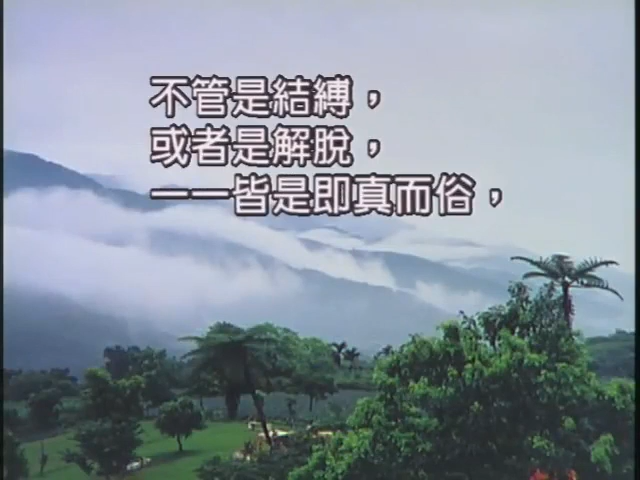 不管是結縛，
或者是解脫，
一一皆是即真而俗，